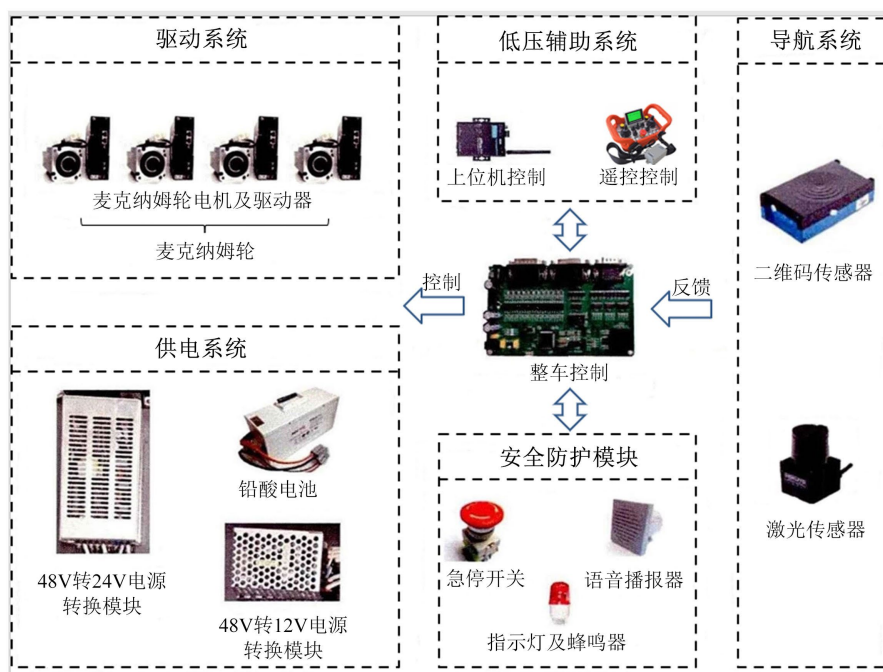 驱动系统
麦克纳姆轮电机及驱动器
麦克纳姆轮
低压辅助系统
上位机控制
遥控控制
导航系统
二维码传感器
激光传感器
控制
反馈
整车控制
供电系统
铅酸电池
48V转24V电源
转换模块
48V转12V电源
转换模块
安全防护模块
急停开关
语音播报器
指示灯及蜂鸣器